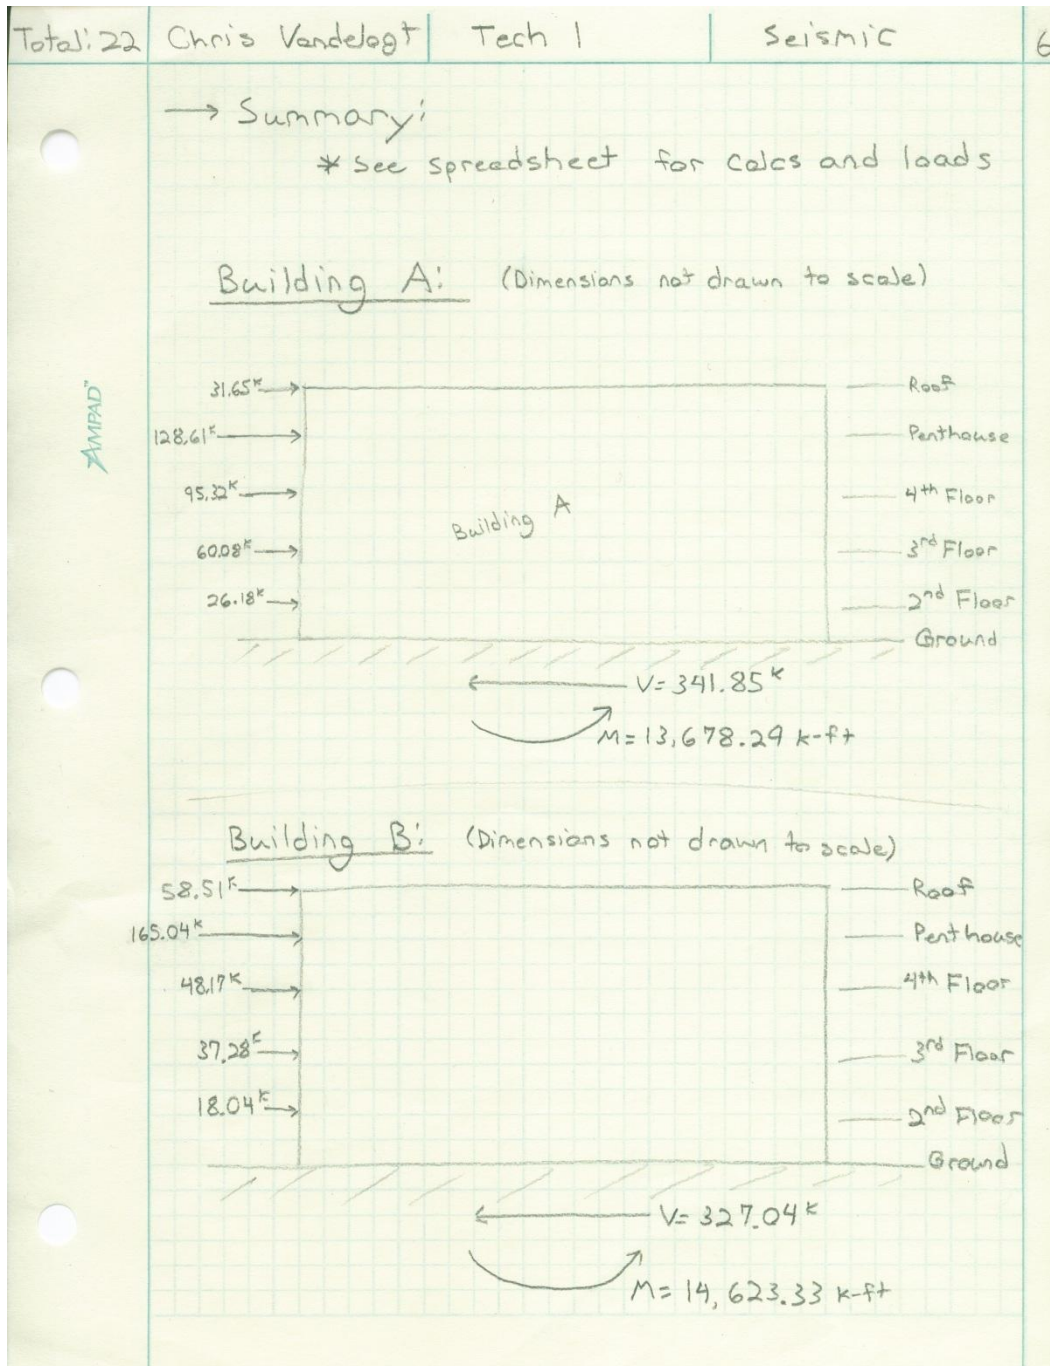 Total: 22 Chris Vandelogt Tech 1 Seismic 6
→ Summary:
* See spreadsheet for calcs and loads
Building A: (Dimensions not drawn to scale)
31.65ᴷ Roof
128.61ᴷ Penthouse
AMPAD™
95.32ᴷ 4th Floor
Building A
60.08ᴷ 3rd Floor
26.18ᴷ 2nd Floor
Ground
V= 341.85ᴷ
M= 13,678.29 k-ft
Building B: (Dimensions not drawn to scale)
58.51ᴷ Roof
165.04ᴷ Penthouse
48.17ᴷ 4th Floor
37.28ᴷ 3rd Floor
18.04ᴷ 2nd Floor
Ground
V= 327.04ᴷ
M= 14,623.33 k-ft